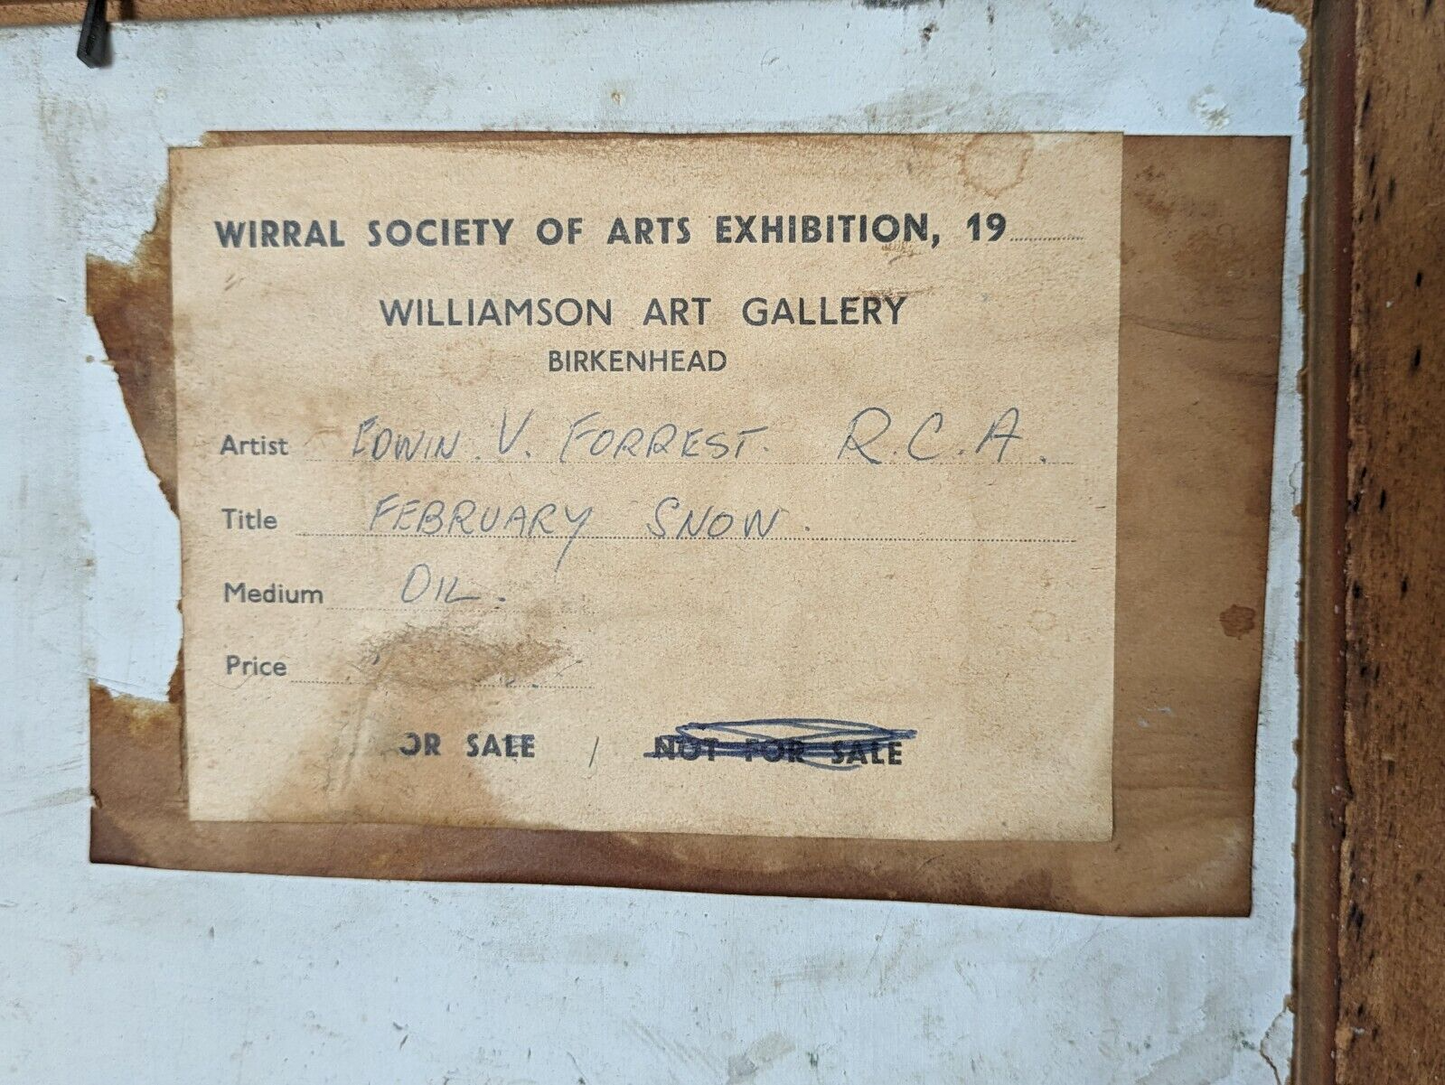 WIRRAL SOCIETY OF ARTS EXHIBITION, 19
WILLIAMSON ART GALLERY
BIRKENHEAD
Artist EDWIN. V. FORREST. R.C.A.
Title FEBRUARY SNOW.
Medium OIL.
Price
OR SALE / NOT FOR SALE